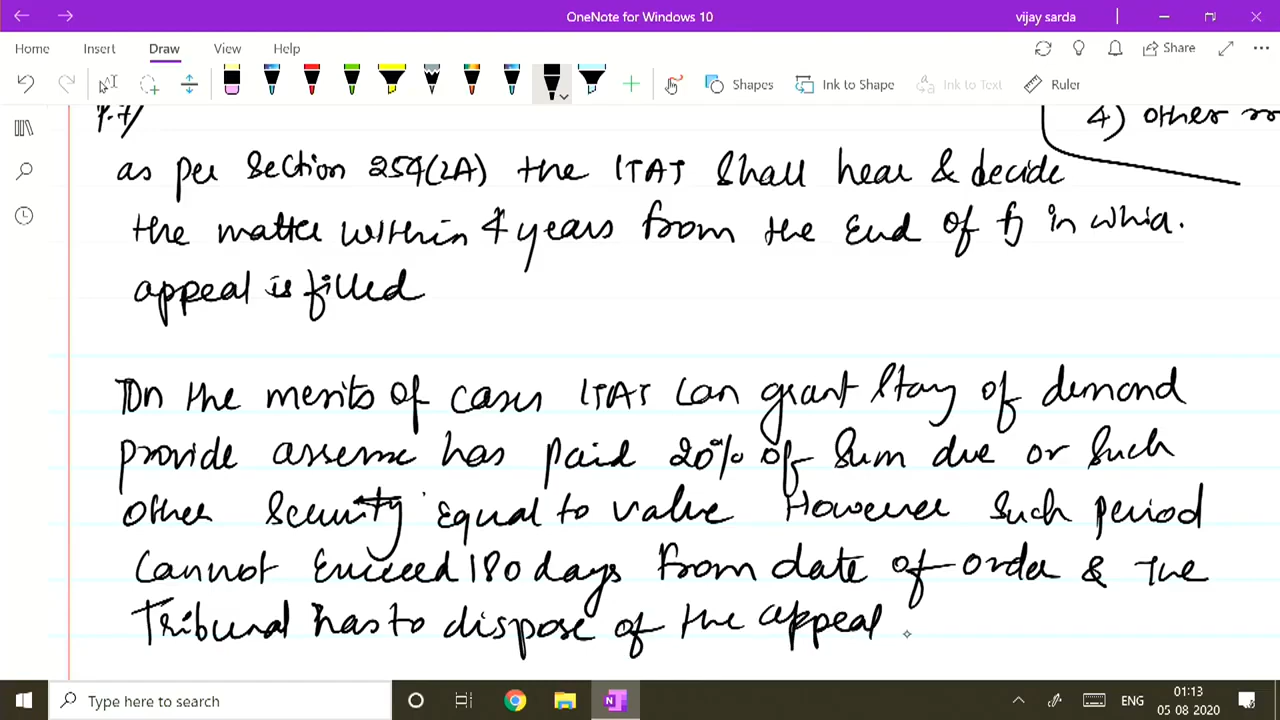 OneNote for Windows 10
vijay sarda
Home Insert Draw View Help
Share
Shapes Ink to Shape Ink to Text Ruler
4) other
as per Section 254(2A) the ITAT Shall hear & decide
the matter within 4 years from the End of fy in which.
appeal is filled
On the merits of cases ITAT Can grant Stay of demand
provide assesse has paid 20% of Sum due or Such
other Security Equal to value However Such period
Cannot Exceed 180 days from date of order & the
Tribunal has to dispose of the appeal
Type here to search
ENG
01:13
05-08-2020